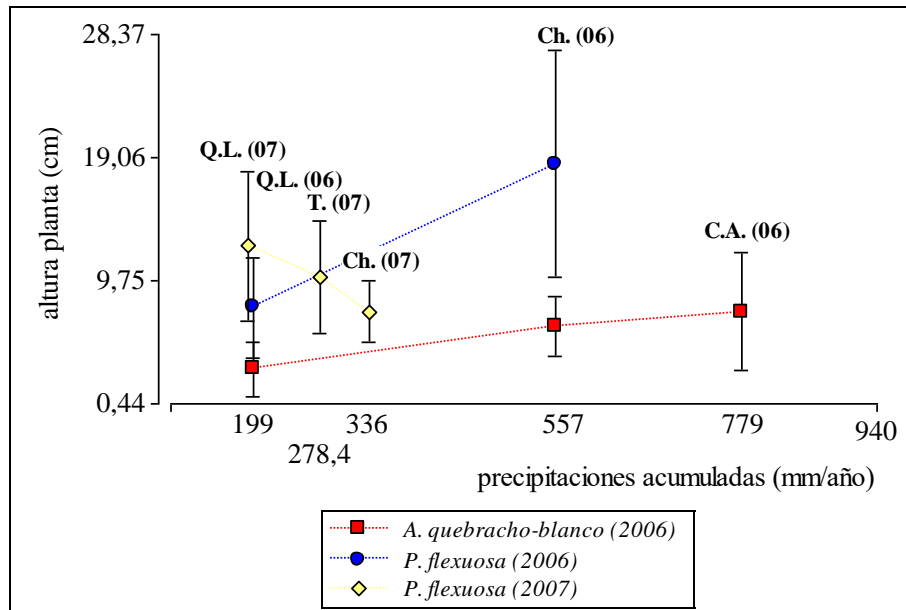 28,37
19,06
9,75
0,44
altura planta (cm)
Ch. (06)
Q.L. (07)
Q.L. (06)
T. (07)
Ch. (07)
C.A. (06)
199
278,4
336
557
779
940
precipitaciones acumuladas (mm/año)
A. quebracho-blanco (2006)
P. flexuosa (2006)
P. flexuosa (2007)